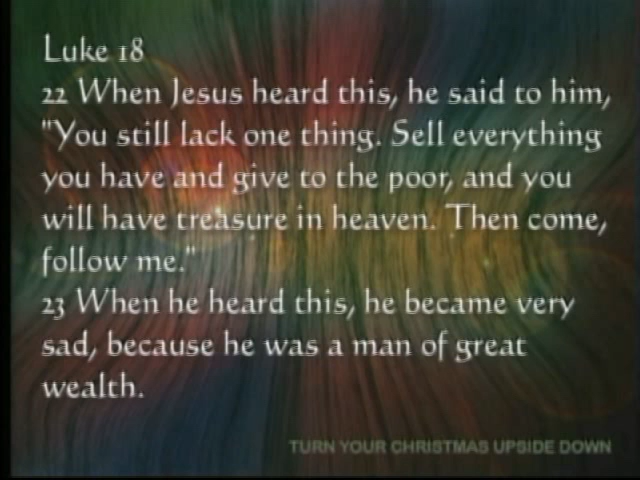 Luke 18
22 When Jesus heard this, he said to him,
"You still lack one thing. Sell everything
you have and give to the poor, and you
will have treasure in heaven. Then come,
follow me."
23 When he heard this, he became very
sad, because he was a man of great
wealth.
TURN YOUR CHRISTMAS UPSIDE DOWN